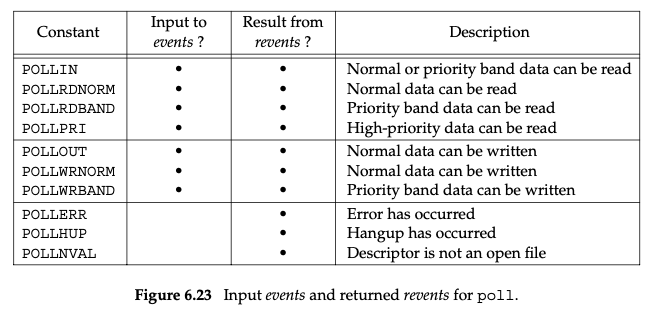 Constant Input to events ? Result from revents ? Description
POLLIN • • Normal or priority band data can be read
POLLRDNORM • • Normal data can be read
POLLRDBAND • • Priority band data can be read
POLLPRI • • High-priority data can be read
POLLOUT • • Normal data can be written
POLLWRNORM • • Normal data can be written
POLLWRBAND • • Priority band data can be written
POLLERR • Error has occurred
POLLHUP • Hangup has occurred
POLLNVAL • Descriptor is not an open file
Figure 6.23 Input events and returned revents for poll.